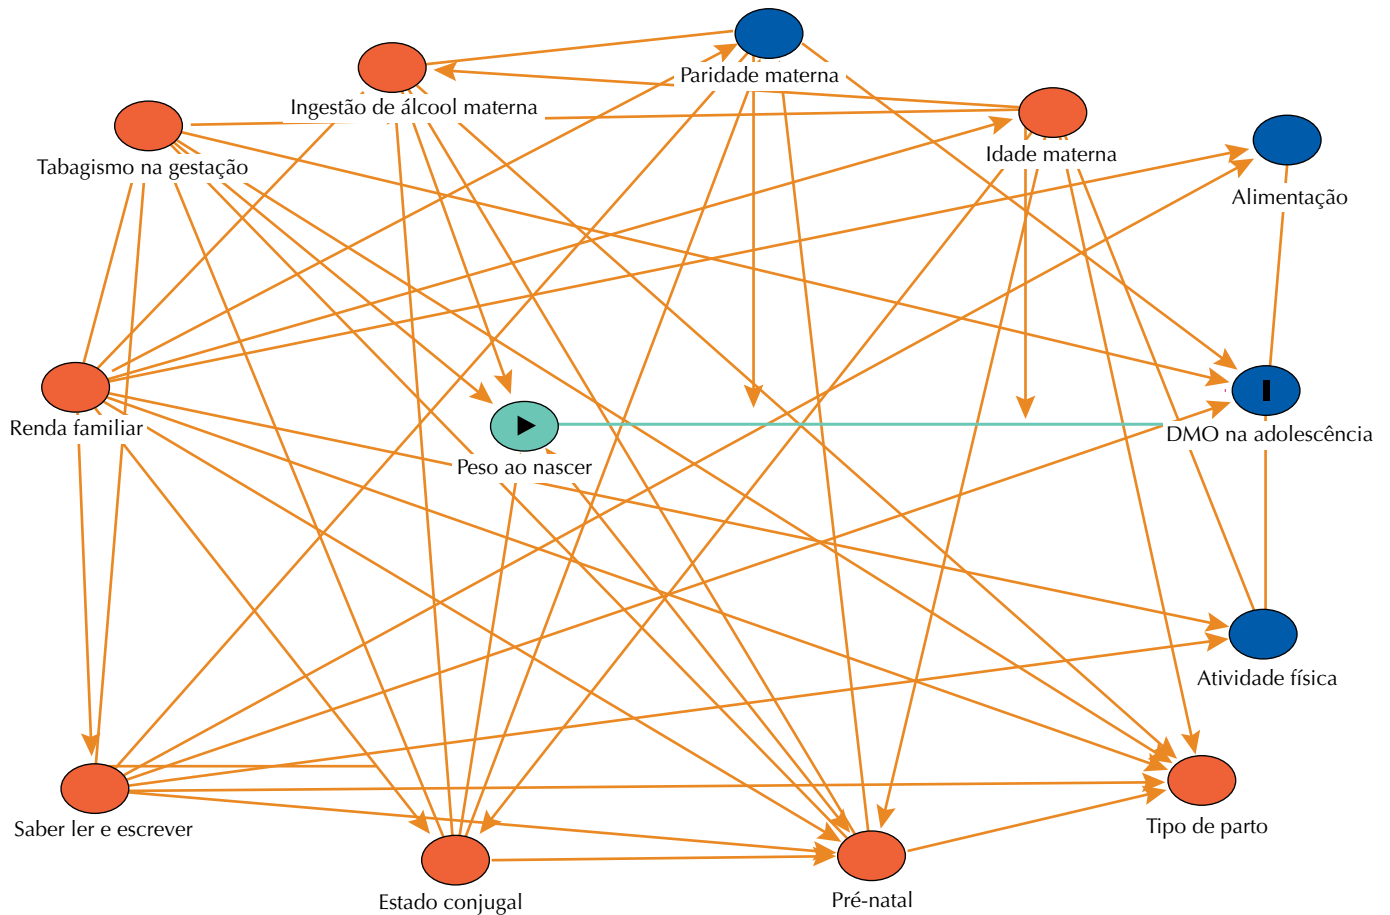 Paridade materna
Ingestão de álcool materna
Tabagismo na gestação
Idade materna
Alimentação
Renda familiar
Peso ao nascer
DMO na adolescência
Atividade física
Saber ler e escrever
Tipo de parto
Estado conjugal
Pré-natal